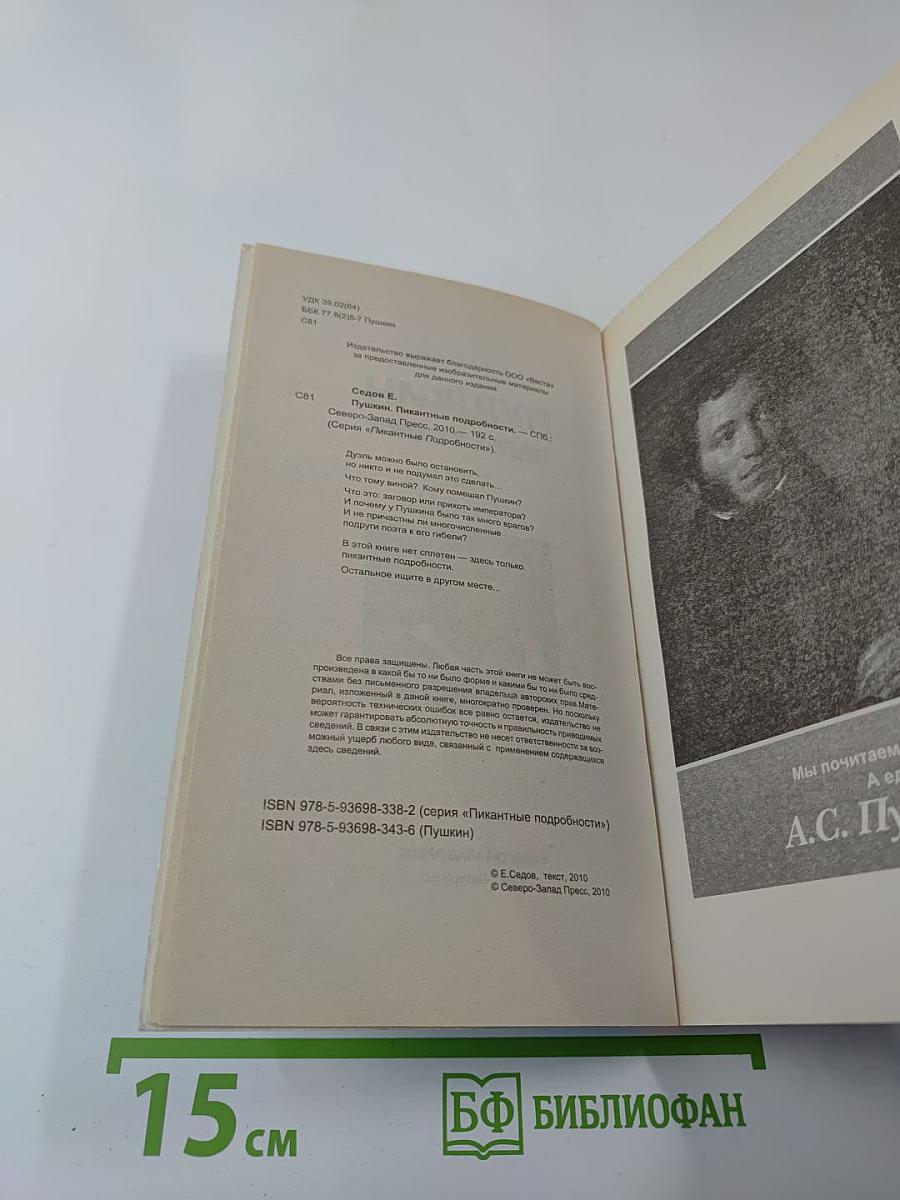 УДК 39.02(64)
ББК 77.8(2)5-7 Пушкин
С81
Издательство выражает благодарность ООО «Веста»
за предоставленные изобразительные материалы
для данного издания
Седов Е.
С81 Пушкин. Пикантные подробности. — СПб.:
Северо-Запад Пресс, 2010.— 192 с.
(Серия «Пикантные Подробности»).
Дуэль можно было остановить,
но никто и не подумал это сделать...
Что тому виной? Кому помешал Пушкин?
Что это: заговор или прихоть императора?
И почему у Пушкина было так много врагов?
И не причастны ли многочисленные
подруги поэта к его гибели?
В этой книге нет сплетен — здесь только
пикантные подробности.
Остальное ищите в другом месте...
Все права защищены. Любая часть этой книги не может быть вос-
произведена в какой бы то ни было форме и какими бы то ни было сред-
ствами без письменного разрешения владельца авторских прав.Мате-
риал, изложенный в даной книге, многократно проверен. Но поскольку
вероятность технических ошибок все равно остается, издательство не
может гарантировать абсолютную точность и правильность приводимых
сведений. В связи с этим издательство не несет ответственности за воз-
можный ущерб любого вида, связанный с применением содержащихся
здесь сведений.
ISBN 978-5-93698-338-2 (серия «Пикантные подробности»)
ISBN 978-5-93698-343-6 (Пушкин)
© Е.Седов, текст, 2010
© Северо-Запад Пресс, 2010
Мы почитаем
А ед
А.С. Пу
15 см
БФ БИБЛИОФАН